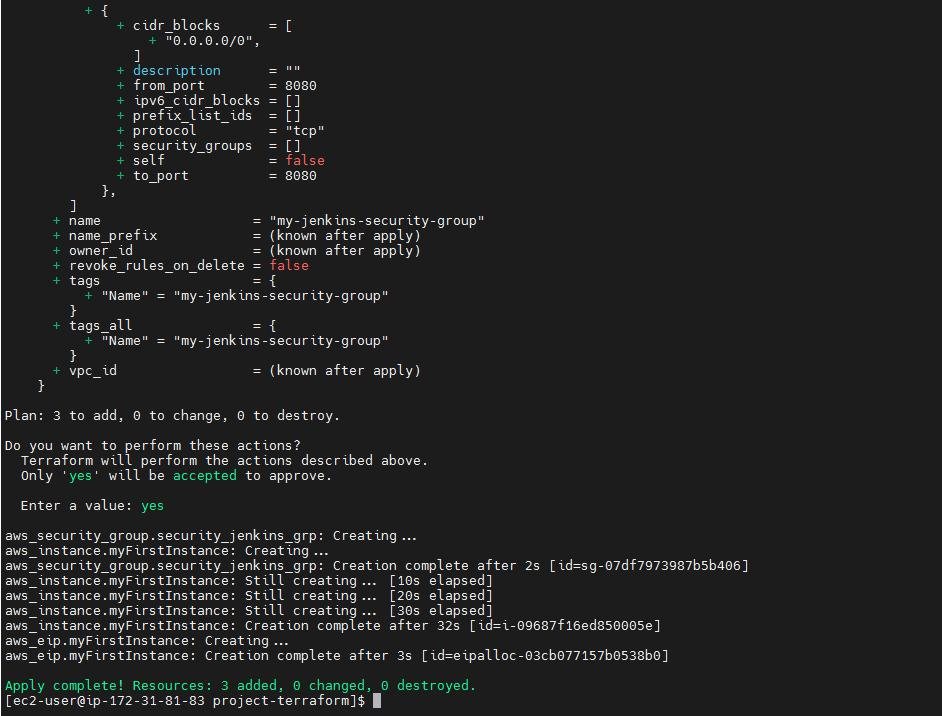 + {
+ cidr_blocks = [
+ "0.0.0.0/0",
]
+ description = ""
+ from_port = 8080
+ ipv6_cidr_blocks = []
+ prefix_list_ids = []
+ protocol = "tcp"
+ security_groups = []
+ self = false
+ to_port = 8080
},
]
+ name = "my-jenkins-security-group"
+ name_prefix = (known after apply)
+ owner_id = (known after apply)
+ revoke_rules_on_delete = false
+ tags = {
+ "Name" = "my-jenkins-security-group"
}
+ tags_all = {
+ "Name" = "my-jenkins-security-group"
}
+ vpc_id = (known after apply)
}
Plan: 3 to add, 0 to change, 0 to destroy.
Do you want to perform these actions?
Terraform will perform the actions described above.
Only 'yes' will be accepted to approve.
Enter a value: yes
aws_security_group.security_jenkins_grp: Creating...
aws_instance.myFirstInstance: Creating...
aws_security_group.security_jenkins_grp: Creation complete after 2s [id=sg-07df7973987b5b406]
aws_instance.myFirstInstance: Still creating... [10s elapsed]
aws_instance.myFirstInstance: Still creating... [20s elapsed]
aws_instance.myFirstInstance: Still creating... [30s elapsed]
aws_instance.myFirstInstance: Creation complete after 32s [id=i-09687f16ed850005e]
aws_eip.myFirstInstance: Creating...
aws_eip.myFirstInstance: Creation complete after 3s [id=eipalloc-03cb077157b0538b0]
Apply complete! Resources: 3 added, 0 changed, 0 destroyed.
[ec2-user@ip-172-31-81-83 project-terraform]$